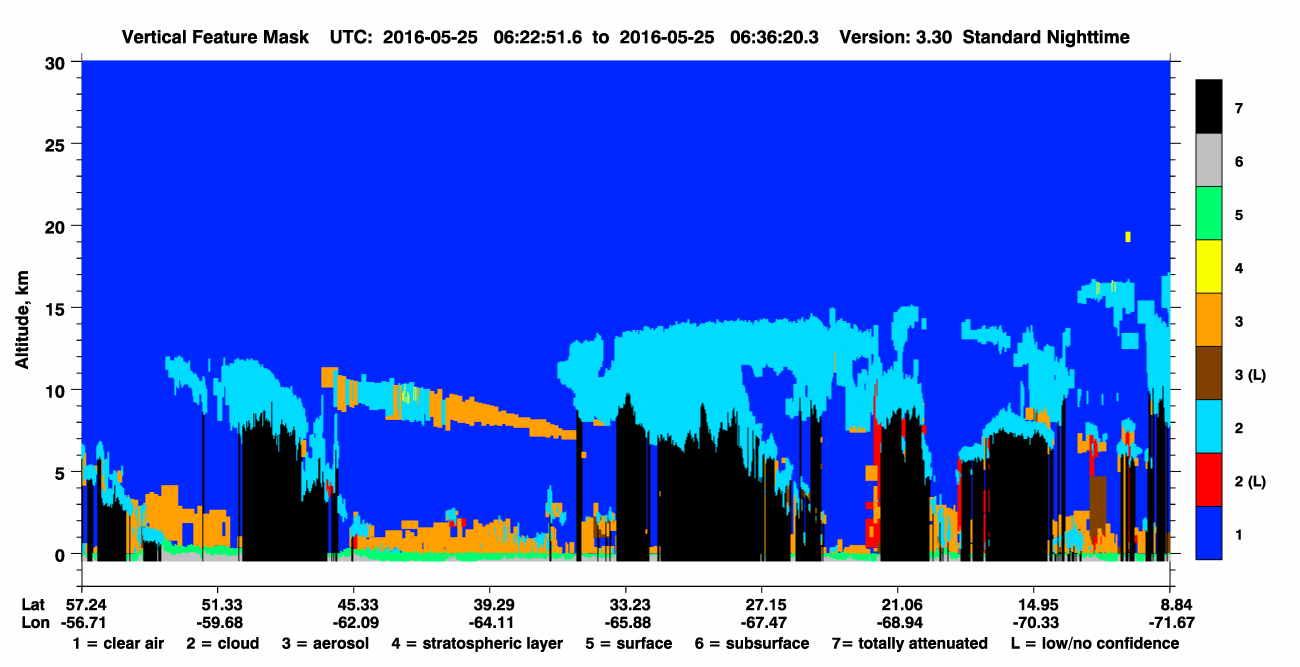 Vertical Feature Mask UTC: 2016-05-25 06:22:51.6 to 2016-05-25 06:36:20.3 Version: 3.30 Standard Nighttime
30
25
20
15
10
5
0
Altitude, km
7
6
5
4
3
3 (L)
2
2 (L)
1
Lat 57.24 51.33 45.33 39.29 33.23 27.15 21.06 14.95 8.84
Lon -56.71 -59.68 -62.09 -64.11 -65.88 -67.47 -68.94 -70.33 -71.67
1 = clear air 2 = cloud 3 = aerosol 4 = stratospheric layer 5 = surface 6 = subsurface 7= totally attenuated L = low/no confidence